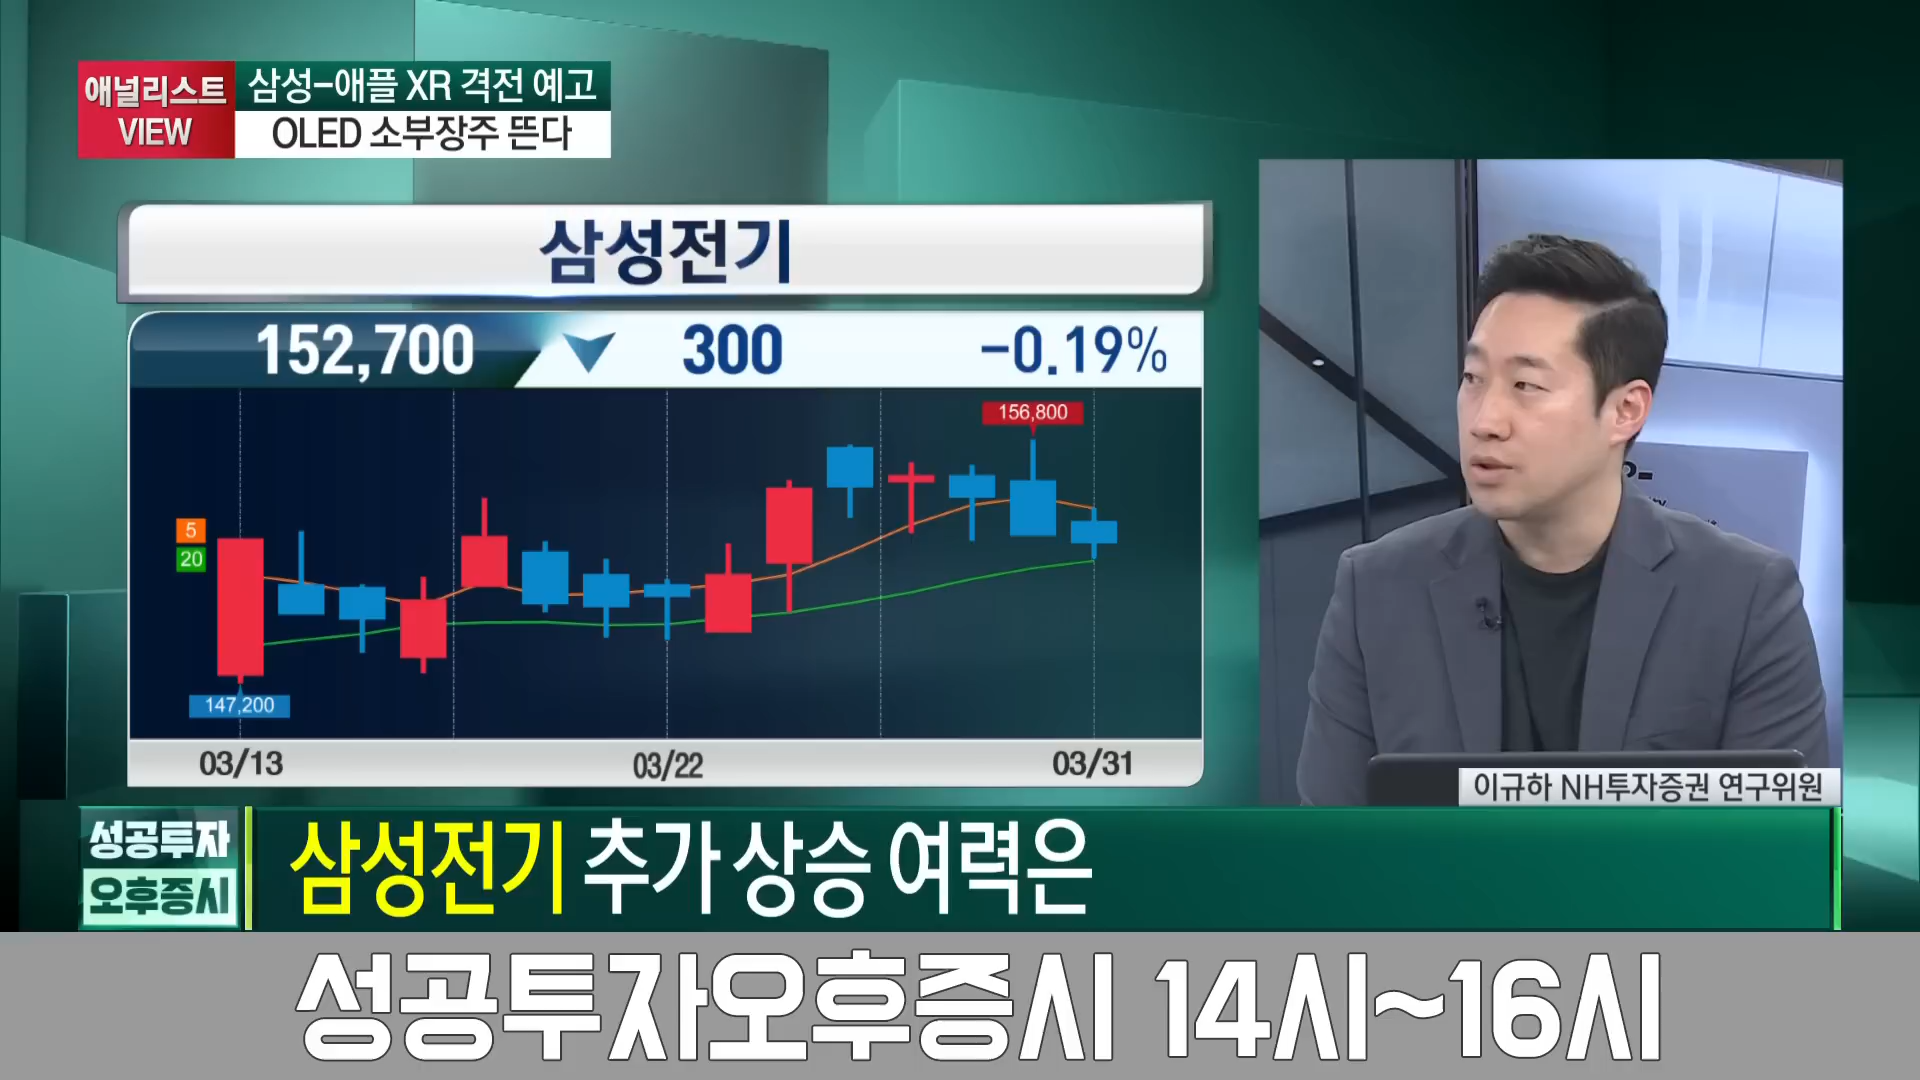 애널리스트
VIEW
삼성-애플 XR 격전 예고
OLED 소부장주 뜬다
삼성전기
152,700 ▼ 300 -0.19%
156,800
5
20
147,200
03/13 03/22 03/31
이규하 NH투자증권 연구위원
성공투자
오후증시
삼성전기 추가 상승 여력은
성공투자오후증시 14시~16시